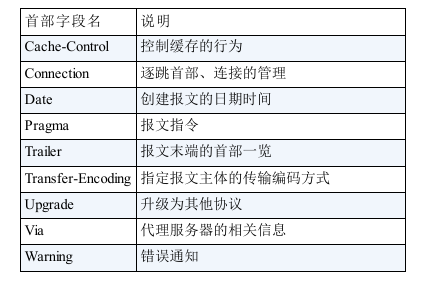 首部字段名 说明
Cache-Control 控制缓存的行为
Connection 逐跳首部、连接的管理
Date 创建报文的日期时间
Pragma 报文指令
Trailer 报文末端的首部一览
Transfer-Encoding 指定报文主体的传输编码方式
Upgrade 升级为其他协议
Via 代理服务器的相关信息
Warning 错误通知